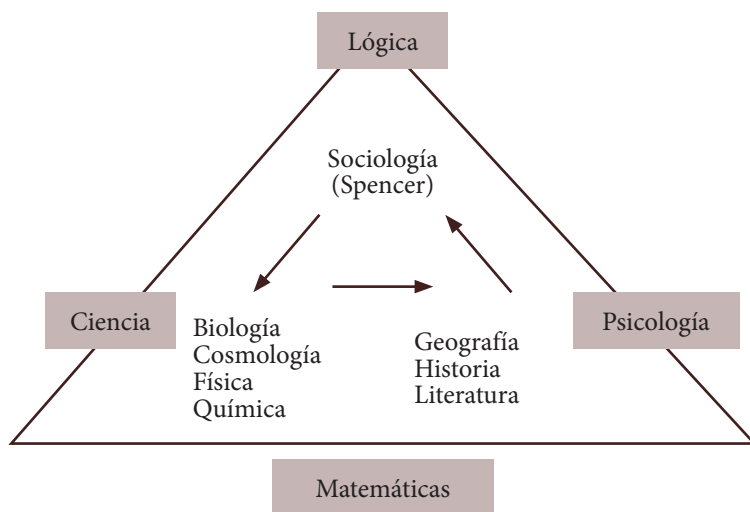 Lógica
Sociología
(Spencer)
Ciencia
Psicología
Biología
Cosmología
Física
Química
Geografía
Historia
Literatura
Matemáticas